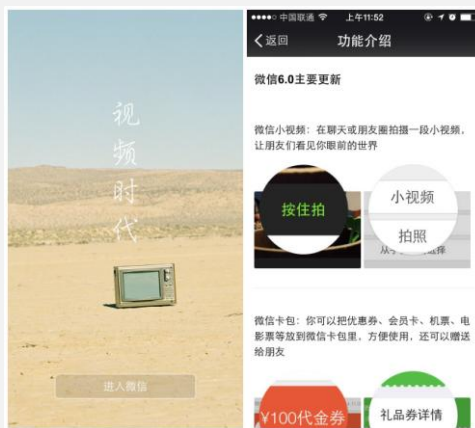 视
频
时
代
进入微信
中国联通 上午11:52
返回 功能介绍
微信6.0主要更新
微信小视频：在聊天或朋友圈拍摄一段小视频，
让朋友们看见你眼前的世界
按住拍
小视频
拍照
微信卡包：你可以把优惠券、会员卡、机票、电
影票等放到微信卡包里，方便使用，还可以赠送
给朋友
¥100代金券
礼品券详情